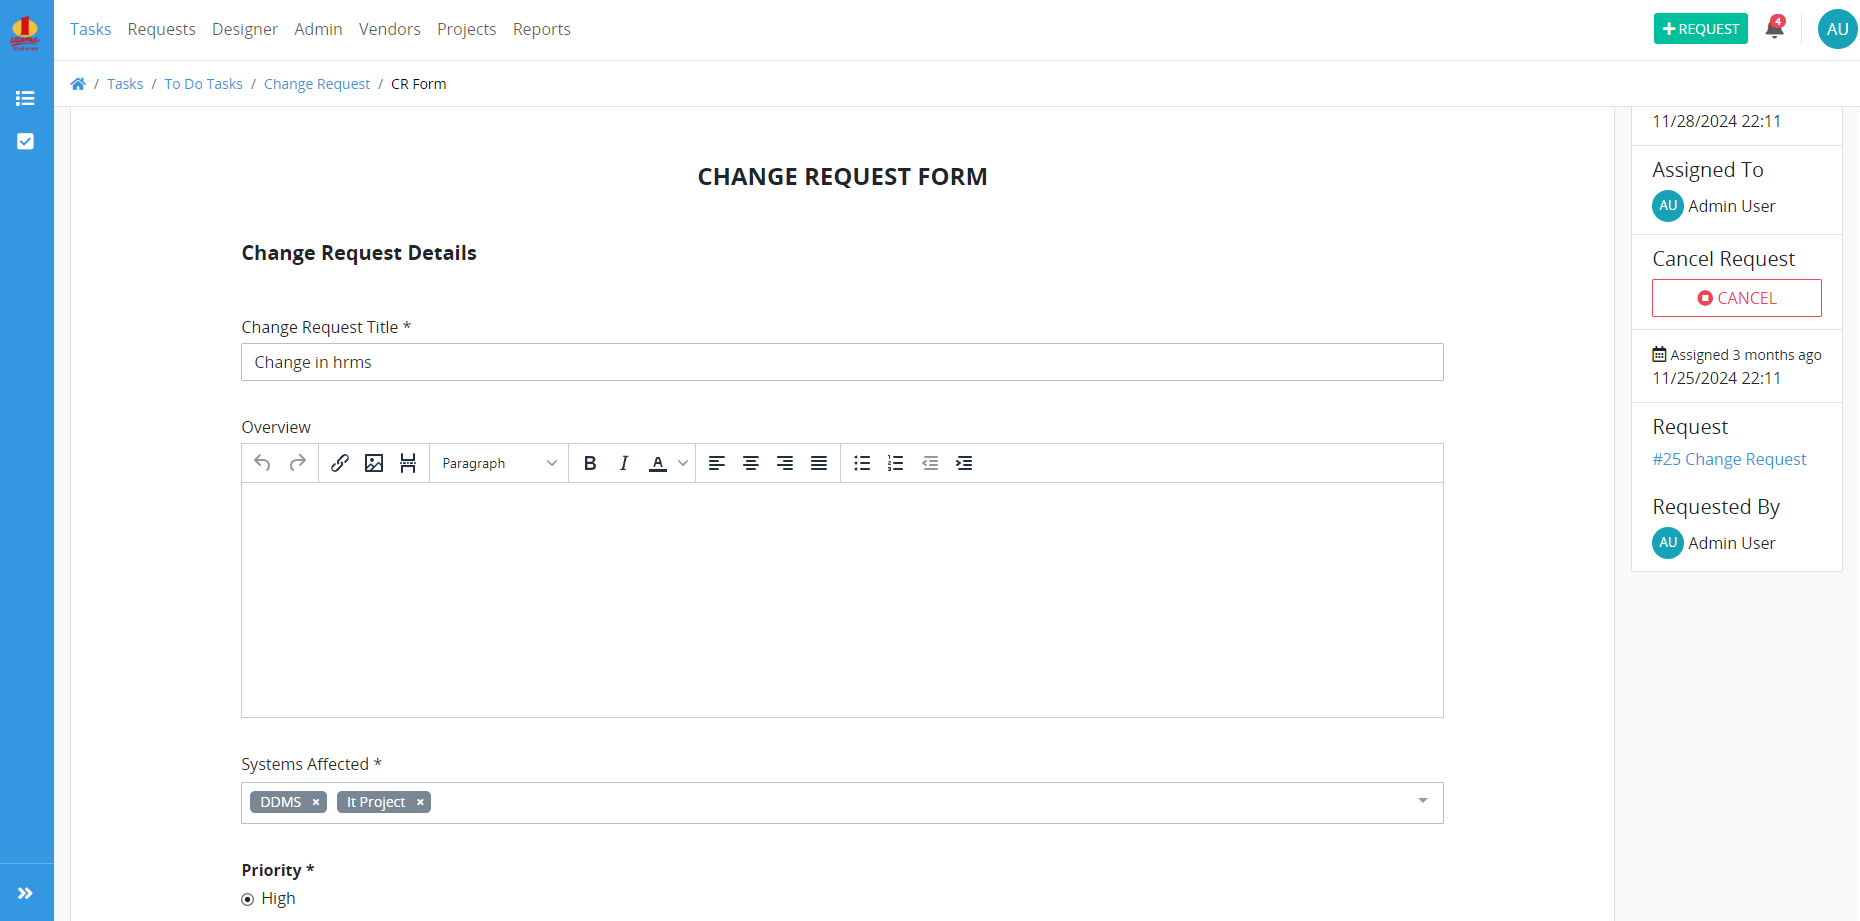 Tasks Requests Designer Admin Vendors Projects Reports
REQUEST
4
AU
/ Tasks / To Do Tasks / Change Request / CR Form
CHANGE REQUEST FORM
Change Request Details
Change Request Title *
Change in hrms
Overview
Paragraph
B I A
Systems Affected *
DDMS × It Project ×
Priority *
High
11/28/2024 22:11
Assigned To
AU Admin User
Cancel Request
CANCEL
Assigned 3 months ago
11/25/2024 22:11
Request
#25 Change Request
Requested By
AU Admin User